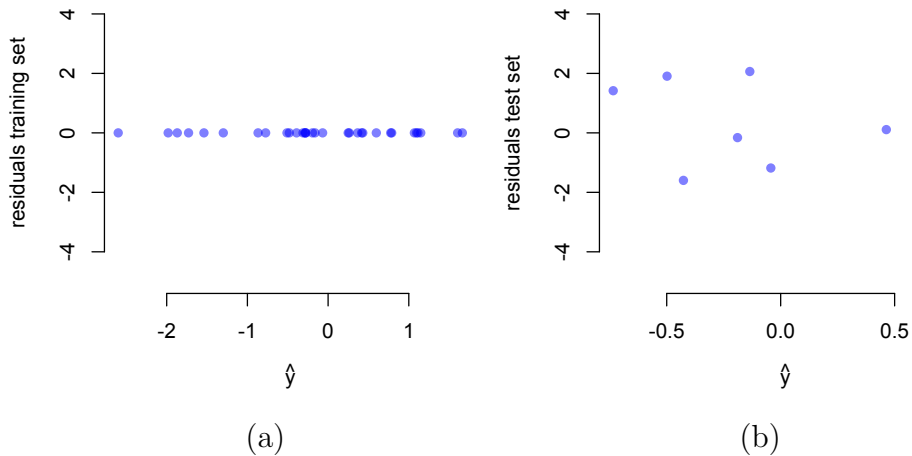 residuals training set
4
2
0
-2
-4
-2 -1 0 1
ŷ
(a)
residuals test set
4
2
0
-2
-4
-0.5 0.0 0.5
ŷ
(b)